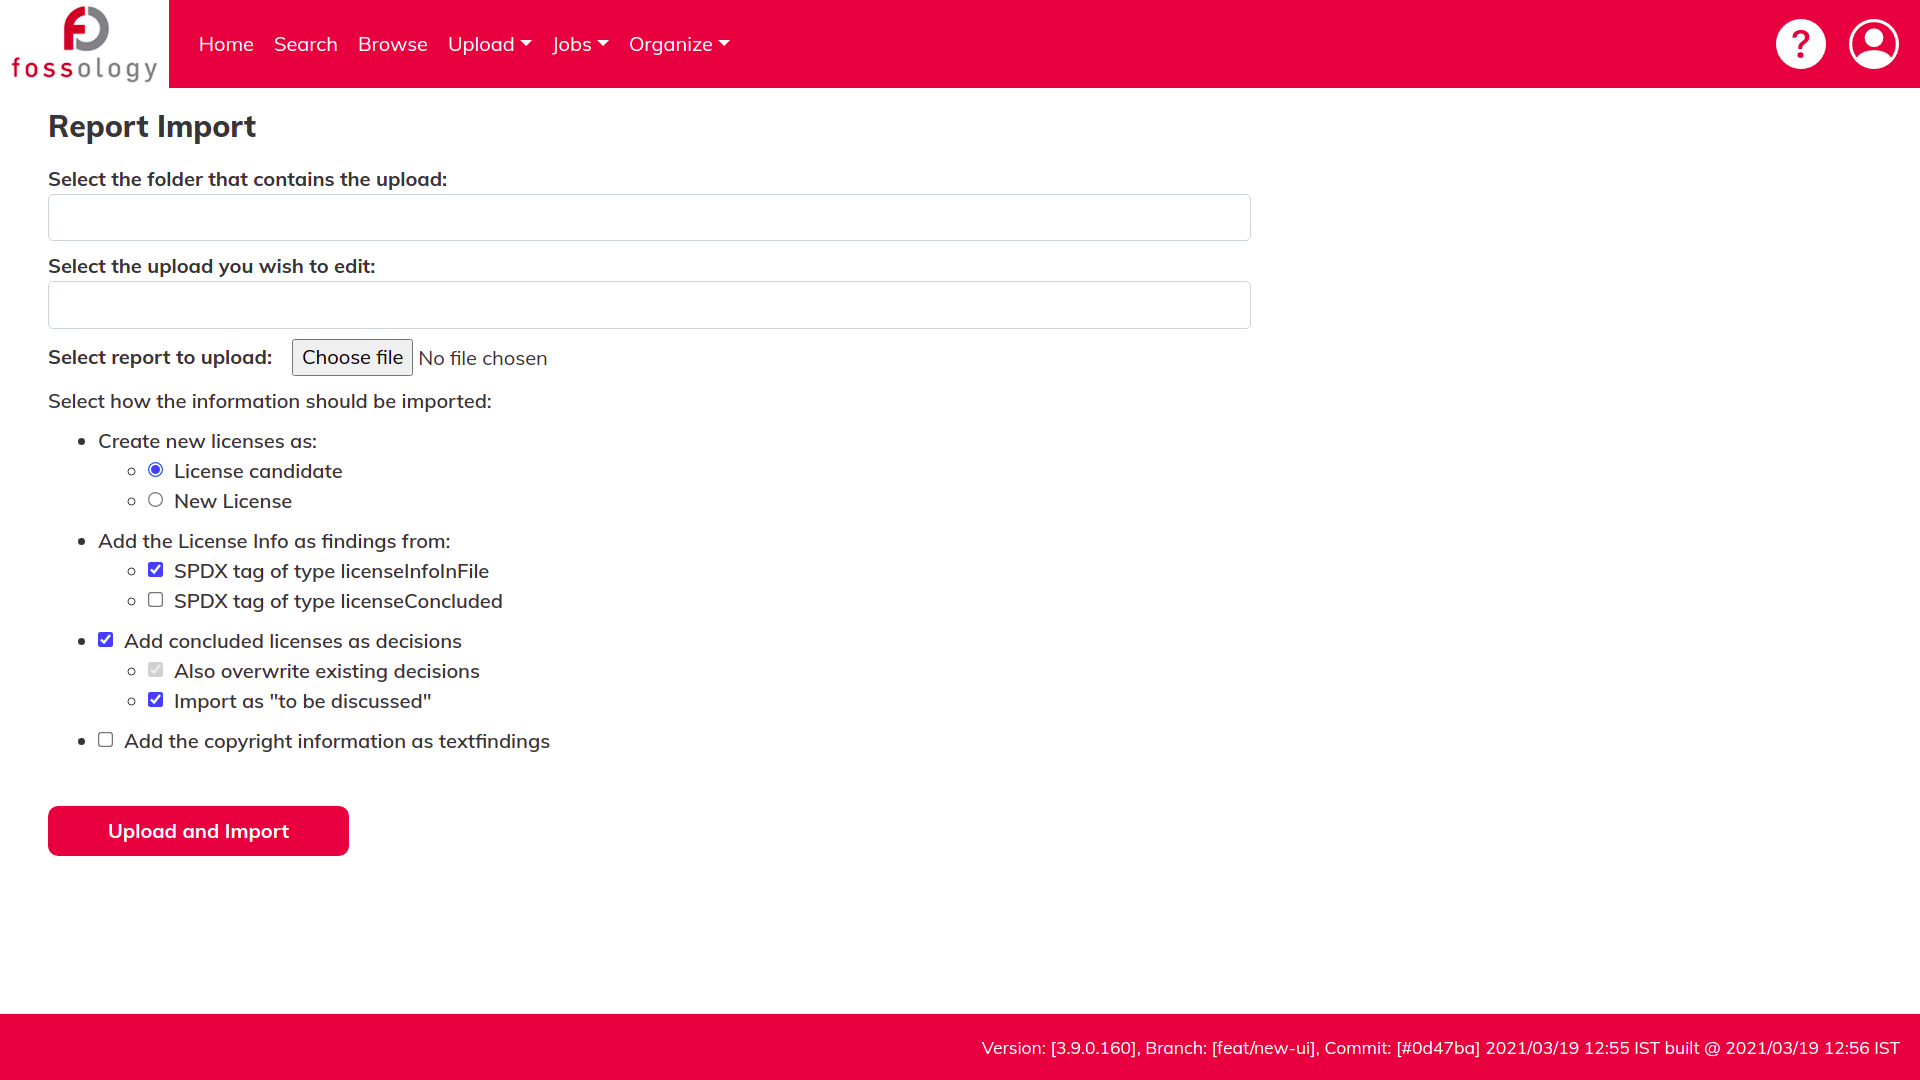 fossology
Home Search Browse Upload Jobs Organize
?
Report Import
Select the folder that contains the upload:
Select the upload you wish to edit:
Select report to upload: Choose file No file chosen
Select how the information should be imported:
Create new licenses as:
License candidate
New License
Add the License Info as findings from:
SPDX tag of type licenseInfoInFile
SPDX tag of type licenseConcluded
Add concluded licenses as decisions
Also overwrite existing decisions
Import as "to be discussed"
Add the copyright information as textfindings
Upload and Import
Version: [3.9.0.160], Branch: [feat/new-ui], Commit: [#0d47ba] 2021/03/19 12:55 IST built @ 2021/03/19 12:56 IST